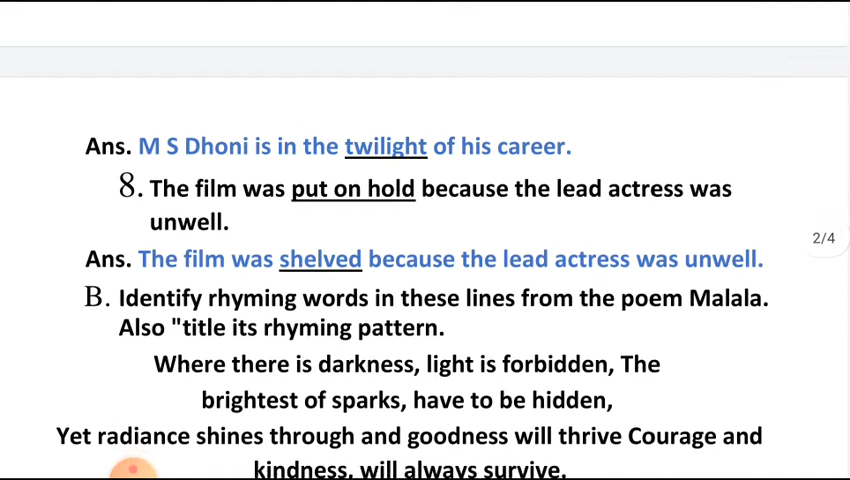 Ans. M S Dhoni is in the twilight of his career.
8. The film was put on hold because the lead actress was
unwell.
2/4
Ans. The film was shelved because the lead actress was unwell.
B. Identify rhyming words in these lines from the poem Malala.
Also "title its rhyming pattern.
Where there is darkness, light is forbidden, The
brightest of sparks, have to be hidden,
Yet radiance shines through and goodness will thrive Courage and
kindness, will always survive.